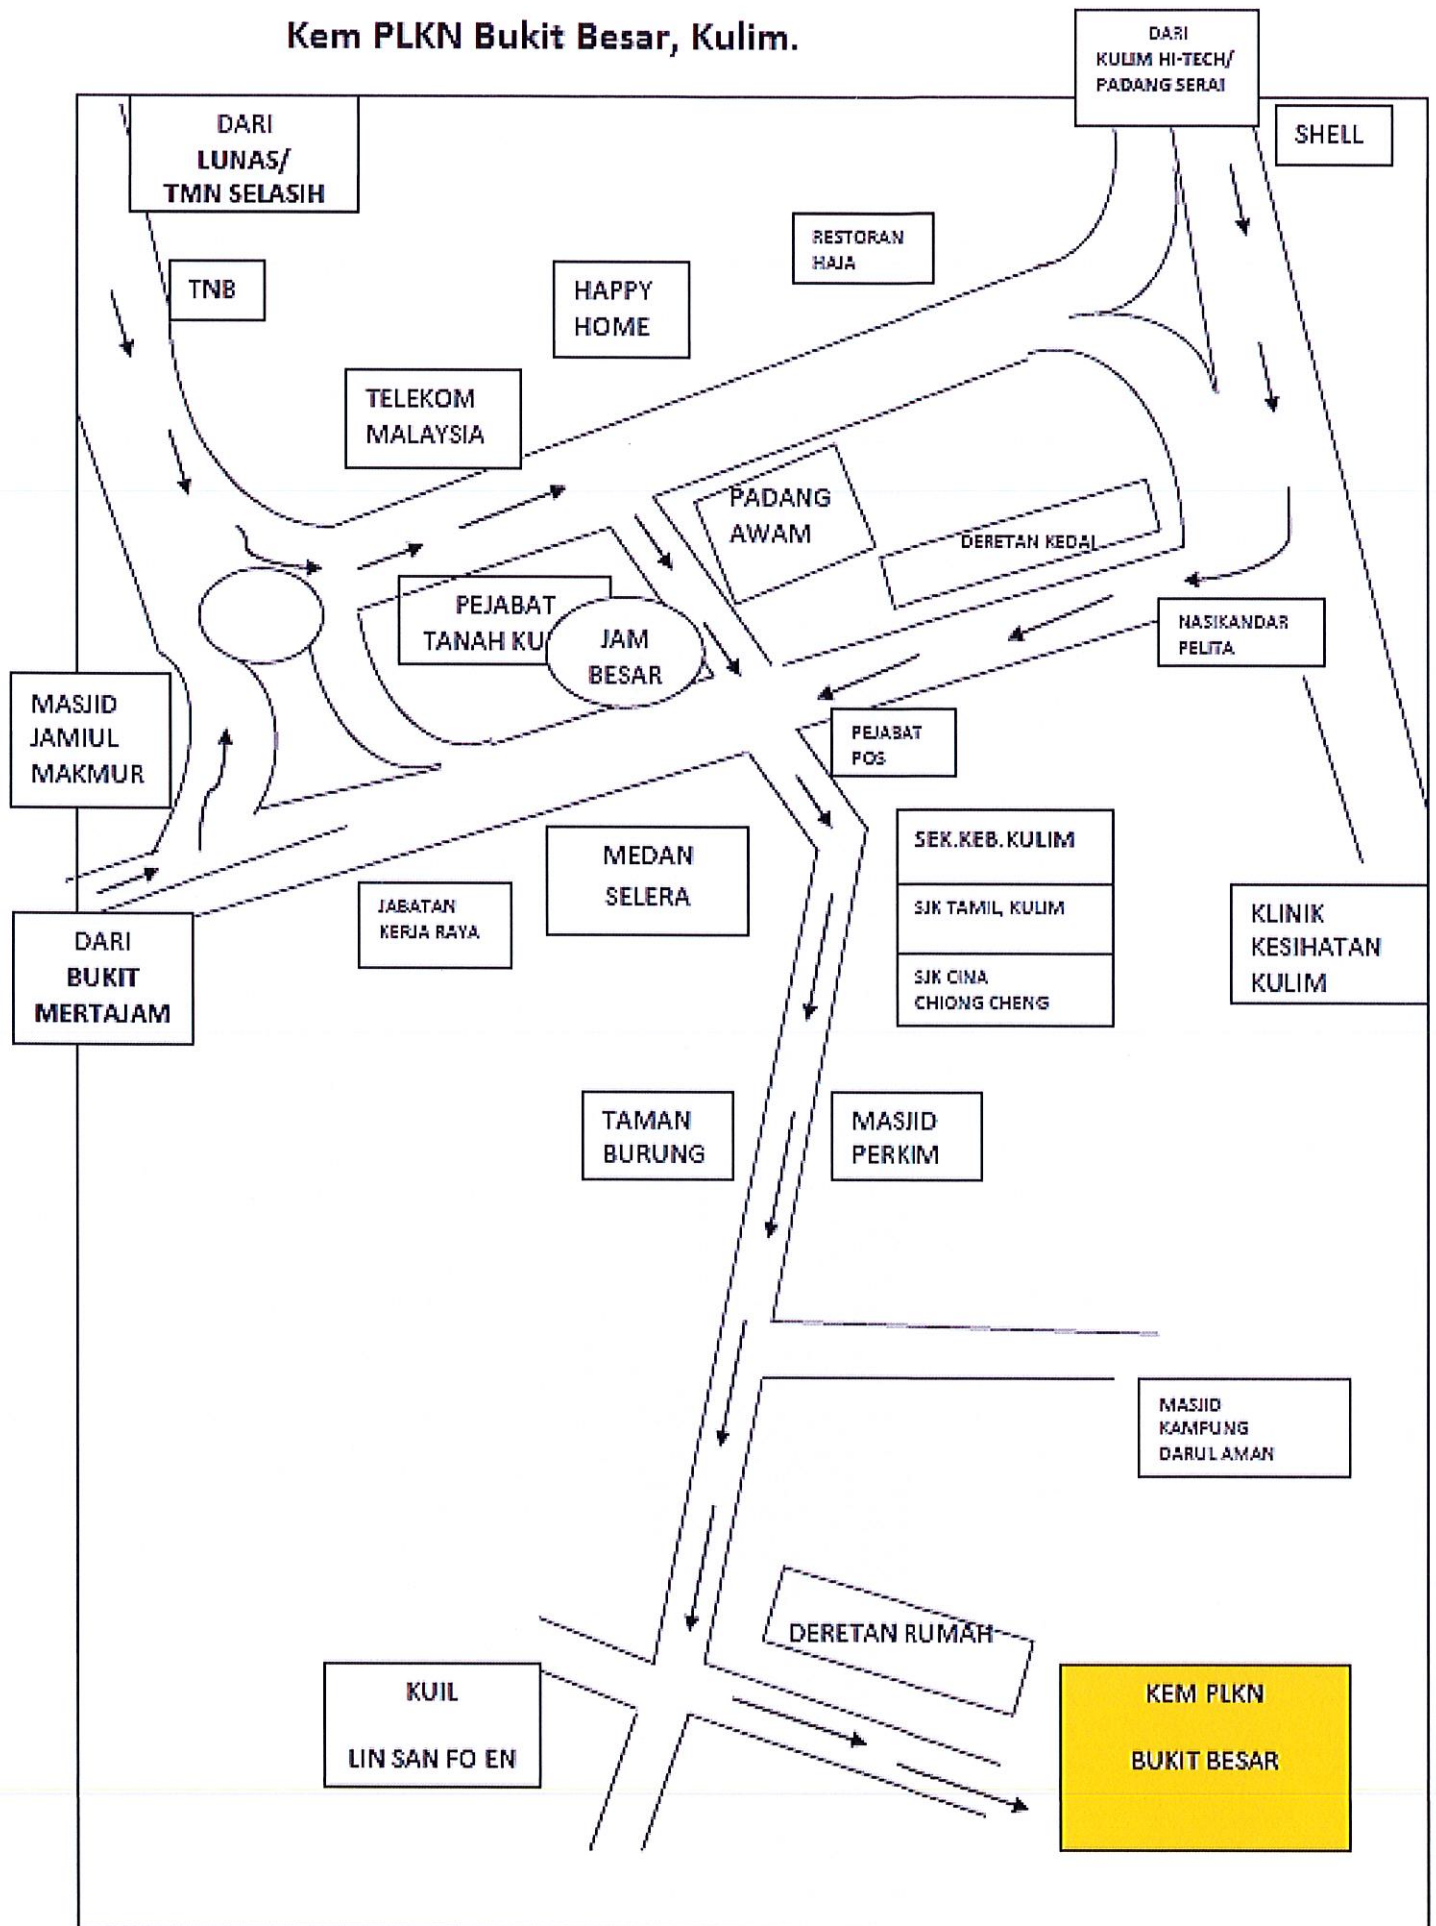 Kem PLKN Bukit Besar, Kulim.
DARI
KULIM HI-TECH/
PADANG SERAI
DARI
LUNAS/
TMN SELASIH
SHELL
RESTORAN
HAJA
TNB
HAPPY
HOME
TELEKOM
MALAYSIA
PADANG
AWAM
DERETAN KEDAI
PEJABAT
TANAH KU
JAM
BESAR
NASIKANDAR
PELITA
MASJID
JAMIUL
MAKMUR
PEJABAT
POS
MEDAN
SELERA
SEK.KEB.KULIM
SJK TAMIL, KULIM
SJK CINA
CHIONG CHENG
JABATAN
KERJA RAYA
KLINIK
KESIHATAN
KULIM
DARI
BUKIT
MERTAJAM
TAMAN
BURUNG
MASJID
PERKIM
MASJID
KAMPUNG
DARUL AMAN
DERETAN RUMAH
KUIL
LIN SAN FO EN
KEM PLKN
BUKIT BESAR